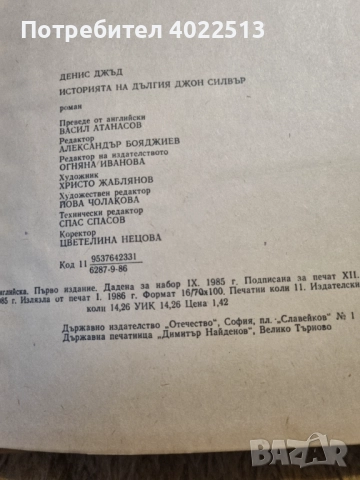 Потребител 4022513
ДЕНИС ДЖЪД
ИСТОРИЯТА НА ДЪЛГИЯ ДЖОН СИЛВЪР
роман
Преведе от английски
ВАСИЛ АТАНАСОВ
Редактор
АЛЕКСАНДЪР БОЯДЖИЕВ
Редактор на издателството
ОГНЯНА ИВАНОВА
Художник
ХРИСТО ЖАБЛЯНОВ
Художествен редактор
ЙОВА ЧОЛАКОВА
Технически редактор
СПАС СПАСОВ
Коректор
ЦВЕТЕЛИНА НЕЦОВА
Код 11 9537642331
6287-9-86
нглийска. Първо издание. Дадена за набор IX. 1985 г. Подписана за печат XII.
85 г. Излязла от печат I. 1986 г. Формат 16/70х100. Печатни коли 11. Издателски
коли 14,26 УИК 14,26 Цена 1,42
Държавно издателство „Отечество", София, пл. „Славейков" № 1
Държавна печатница „Димитър Найденов", Велико Търново
BAZAR